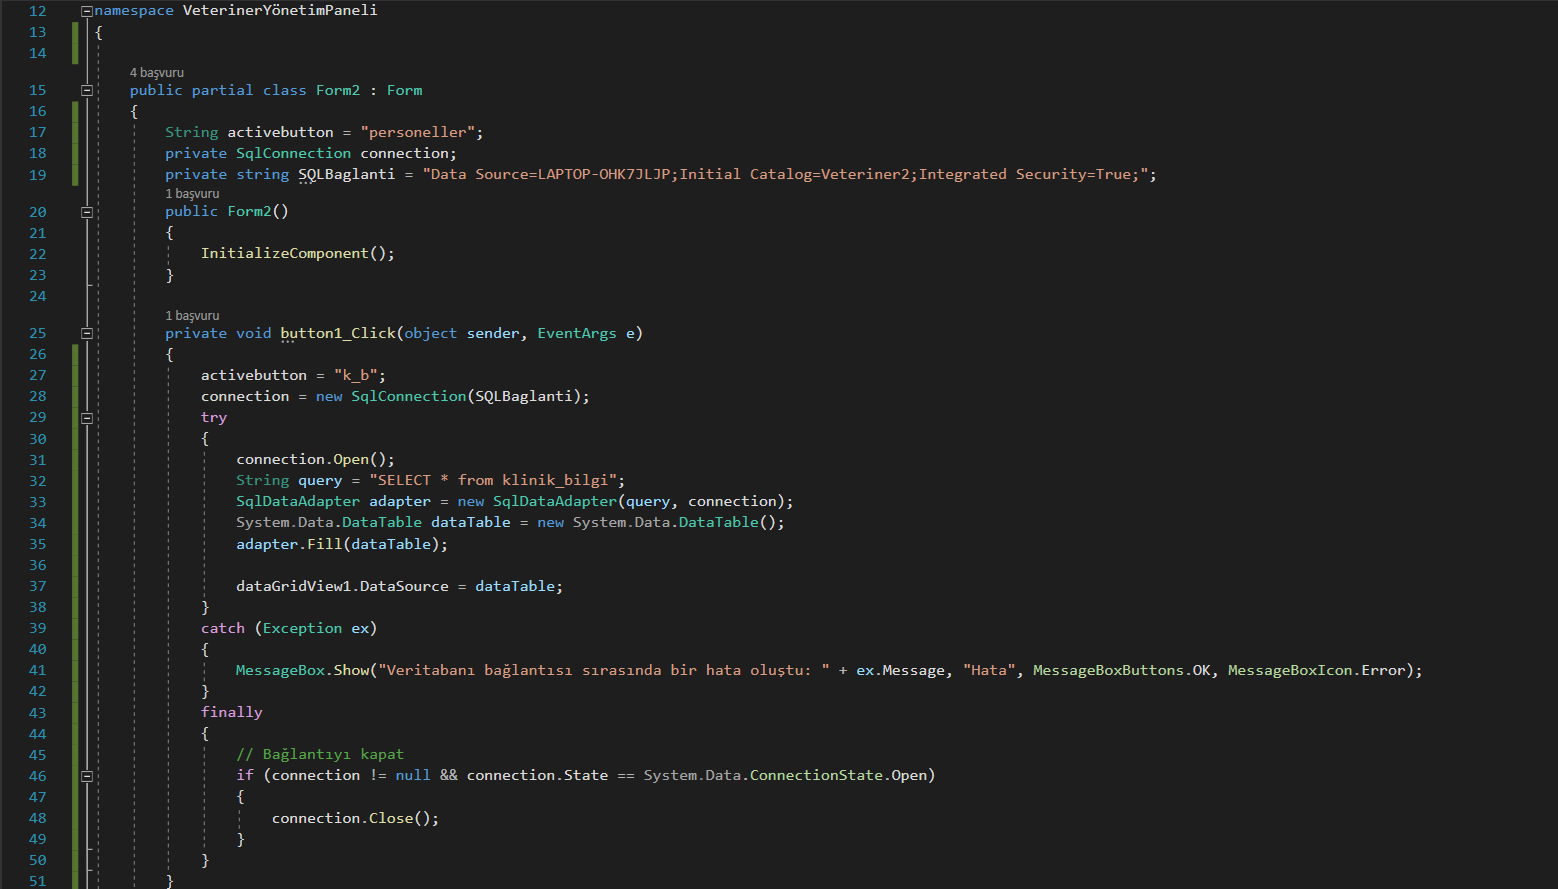 12 namespace VeterinerYönetimPaneli
13 {
14
4 başvuru
15 public partial class Form2 : Form
16 {
17 String activebutton = "personeller";
18 private SqlConnection connection;
19 private string SQLBaglanti = "Data Source=LAPTOP-OHK7JLJP;Initial Catalog=Veteriner2;Integrated Security=True;";
1 başvuru
20 public Form2()
21 {
22 InitializeComponent();
23 }
24
1 başvuru
25 private void button1_Click(object sender, EventArgs e)
26 {
27 activebutton = "k_b";
28 connection = new SqlConnection(SQLBaglanti);
29 try
30 {
31 connection.Open();
32 String query = "SELECT * from klinik_bilgi";
33 SqlDataAdapter adapter = new SqlDataAdapter(query, connection);
34 System.Data.DataTable dataTable = new System.Data.DataTable();
35 adapter.Fill(dataTable);
36
37 dataGridView1.DataSource = dataTable;
38 }
39 catch (Exception ex)
40 {
41 MessageBox.Show("Veritabanı bağlantısı sırasında bir hata oluştu: " + ex.Message, "Hata", MessageBoxButtons.OK, MessageBoxIcon.Error);
42 }
43 finally
44 {
45 // Bağlantıyı kapat
46 if (connection != null && connection.State == System.Data.ConnectionState.Open)
47 {
48 connection.Close();
49 }
50 }
51 }